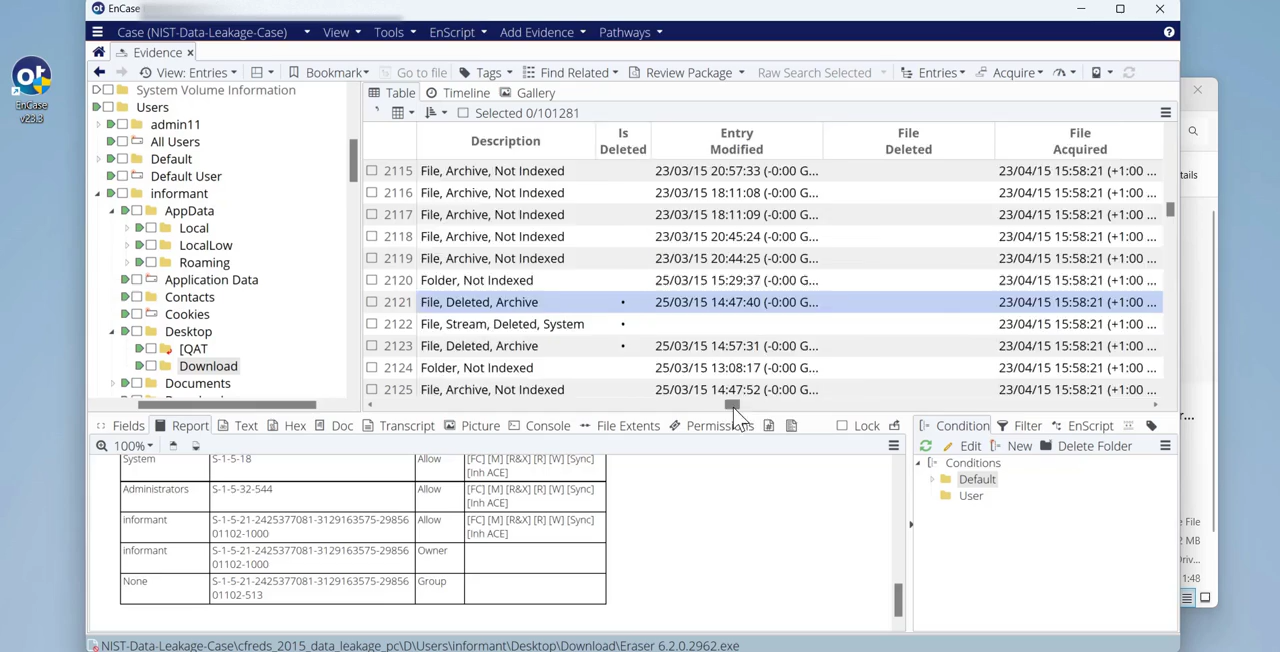 EnCase
Case (NIST-Data-Leakage-Case) View Tools EnScript Add Evidence Pathways
Evidence
View: Entries Bookmark Go to file Tags Find Related Review Package Raw Search Selected Entries Acquire
EnCase
v23.3
System Volume Information
Users
admin11
All Users
Default
Default User
informant
AppData
Local
LocalLow
Roaming
Application Data
Contacts
Cookies
Desktop
[QAT
Download
Documents
Table Timeline Gallery
Selected 0/101281
Description Is Deleted Entry Modified File Deleted File Acquired
2115 File, Archive, Not Indexed 23/03/15 20:57:33 (-0:00 G... 23/04/15 15:58:21 (+1:00 ...
2116 File, Archive, Not Indexed 23/03/15 18:11:08 (-0:00 G... 23/04/15 15:58:21 (+1:00 ...
2117 File, Archive, Not Indexed 23/03/15 18:11:09 (-0:00 G... 23/04/15 15:58:21 (+1:00 ...
2118 File, Archive, Not Indexed 23/03/15 20:45:24 (-0:00 G... 23/04/15 15:58:21 (+1:00 ...
2119 File, Archive, Not Indexed 23/03/15 20:44:25 (-0:00 G... 23/04/15 15:58:21 (+1:00 ...
2120 Folder, Not Indexed 25/03/15 15:29:37 (-0:00 G... 23/04/15 15:58:21 (+1:00 ...
2121 File, Deleted, Archive • 25/03/15 14:47:40 (-0:00 G... 23/04/15 15:58:21 (+1:00 ...
2122 File, Stream, Deleted, System • 23/04/15 15:58:21 (+1:00 ...
2123 File, Deleted, Archive • 25/03/15 14:57:31 (-0:00 G... 23/04/15 15:58:21 (+1:00 ...
2124 Folder, Not Indexed 25/03/15 13:08:17 (-0:00 G... 23/04/15 15:58:21 (+1:00 ...
2125 File, Archive, Not Indexed 25/03/15 14:47:52 (-0:00 G... 23/04/15 15:58:21 (+1:00 ...
Fields Report Text Hex Doc Transcript Picture Console File Extents Lock
100%
System S-1-5-18 Allow [FC] [M] [R&X] [R] [W] [Sync]
[Inh ACE]
Administrators S-1-5-32-544 Allow [FC] [M] [R&X] [R] [W] [Sync]
[Inh ACE]
informant S-1-5-21-2425377081-3129163575-29856 Allow [FC] [M] [R&X] [R] [W] [Sync]
01102-1000 [Inh ACE]
informant S-1-5-21-2425377081-3129163575-29856 Owner
01102-1000
None S-1-5-21-2425377081-3129163575-29856 Group
01102-513
Condition Filter EnScript
Edit New Delete Folder
Conditions
Default
User
tails
File
2 MB
1:48
NIST-Data-Leakage-Case\cfreds_2015_data_leakage_pc\D\Users\informant\Desktop\Download\Eraser 6.2.0.2962.exe